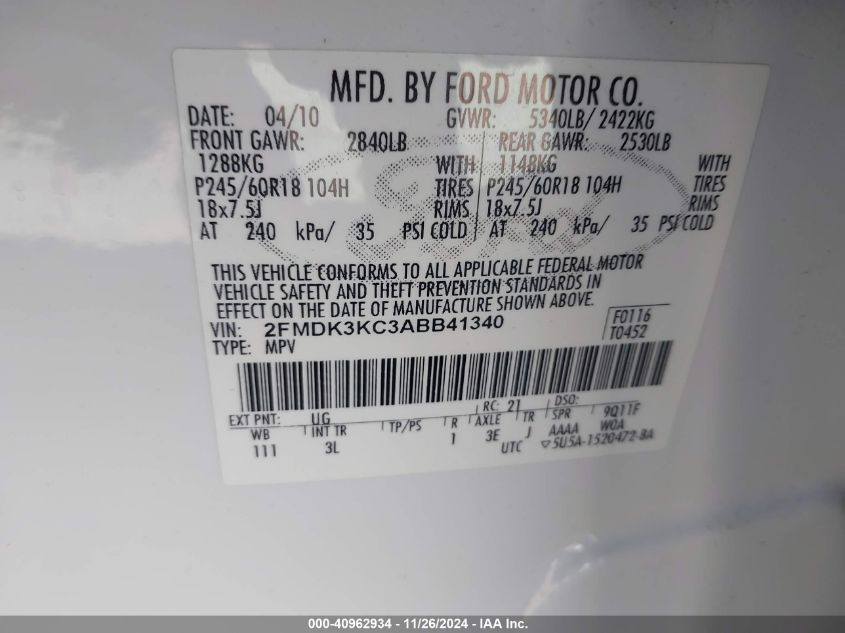 MFD. BY FORD MOTOR CO.
DATE: 04/10 GVWR: 5340LB/ 2422KG
FRONT GAWR: 2840LB REAR GAWR: 2530LB
1288KG WITH 1148KG WITH
P245/60R18 104H TIRES P245/60R18 104H TIRES
18x7.5J RIMS 18x7.5J RIMS
AT 240 kPa/ 35 PSI COLD AT 240 kPa/ 35 PSI COLD
THIS VEHICLE CONFORMS TO ALL APPLICABLE FEDERAL MOTOR
VEHICLE SAFETY AND THEFT PREVENTION STANDARDS IN
EFFECT ON THE DATE OF MANUFACTURE SHOWN ABOVE.
VIN: 2FMDK3KC3ABB41340 F0116
TYPE: MPV T0452
EXT PNT: UG RC: 21 DSO:
WB INT TR TP/PS R AXLE TR SPR 9Q11F
111 3L 1 3E J AAAA W0A
UTC 5U5A-1520472-BA
000-40962934 - 11/26/2024 - IAA Inc.